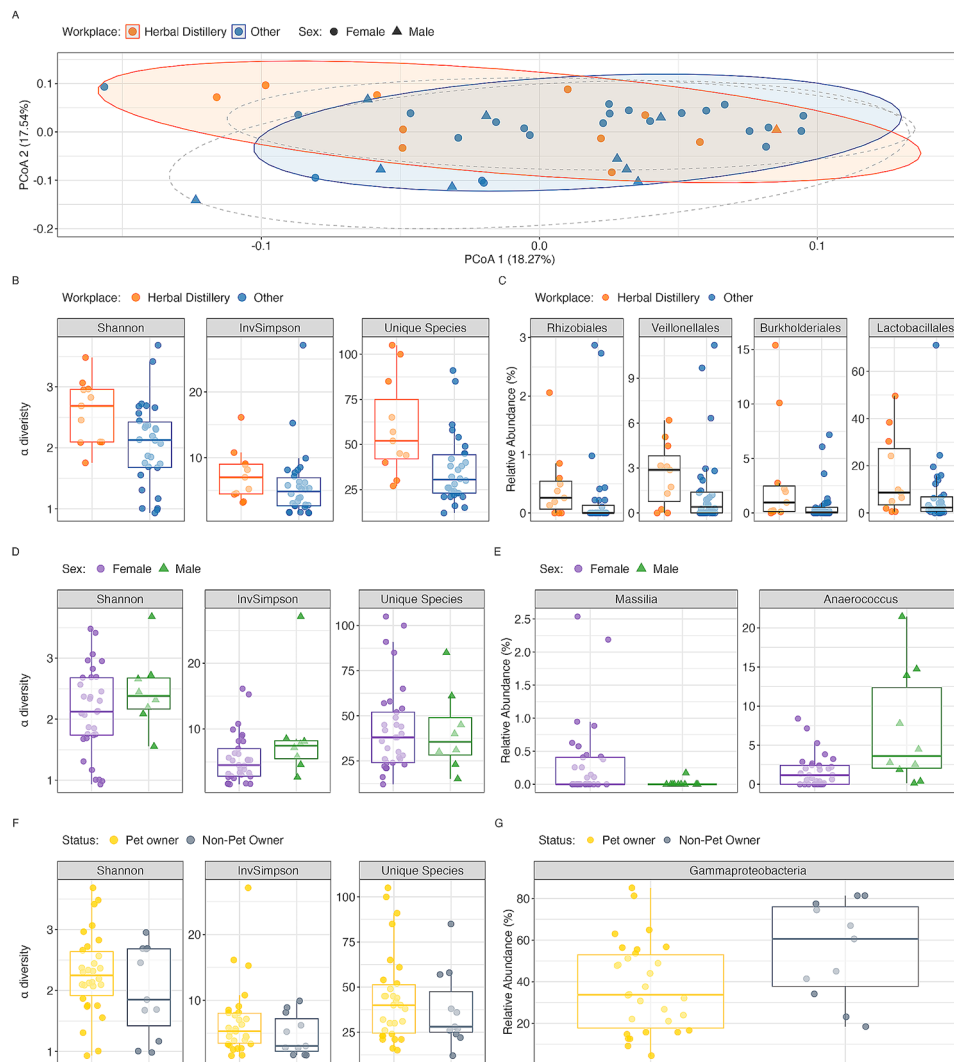 A
Workplace: Herbal Distillery Other Sex: Female Male
PCoA 2 (17.54%)
0.1
0.0
-0.1
-0.2
-0.1 0.0 0.1
PCoA 1 (18.27%)
B
Workplace: Herbal Distillery Other
Shannon InvSimpson Unique Species
α diveristy
3
2
1
20
10
100
75
50
25
C
Workplace: Herbal Distillery Other
Rhizobiales Veillonellales Burkholderiales Lactobacillales
Relative Abundance (%)
3
2
1
0
9
6
3
0
15
10
5
0
60
40
20
0
D
Sex: Female Male
Shannon InvSimpson Unique Species
α diversity
3
2
1
20
10
100
75
50
25
E
Sex: Female Male
Massilia Anaerococcus
Relative Abundance (%)
2.5
2.0
1.5
1.0
0.5
0.0
20
15
10
5
0
F
Status: Pet owner Non-Pet Owner
Shannon InvSimpson Unique Species
α diversity
3
2
1
20
10
100
75
50
25
G
Status: Pet owner Non-Pet Owner
Gammaproteobacteria
Relative Abundance (%)
80
60
40
20